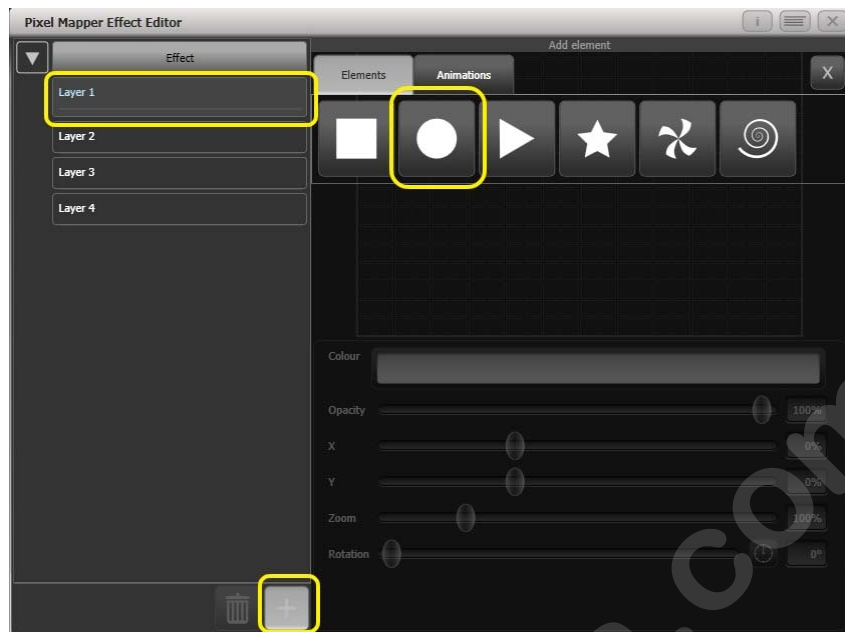 Pixel Mapper Effect Editor
Add element
Effect
Elements
Animations
X
Layer 1
Layer 2
Layer 3
Layer 4
Colour
Opacity
100%
X
0%
Y
0%
Zoom
100%
Rotation
0°
.com